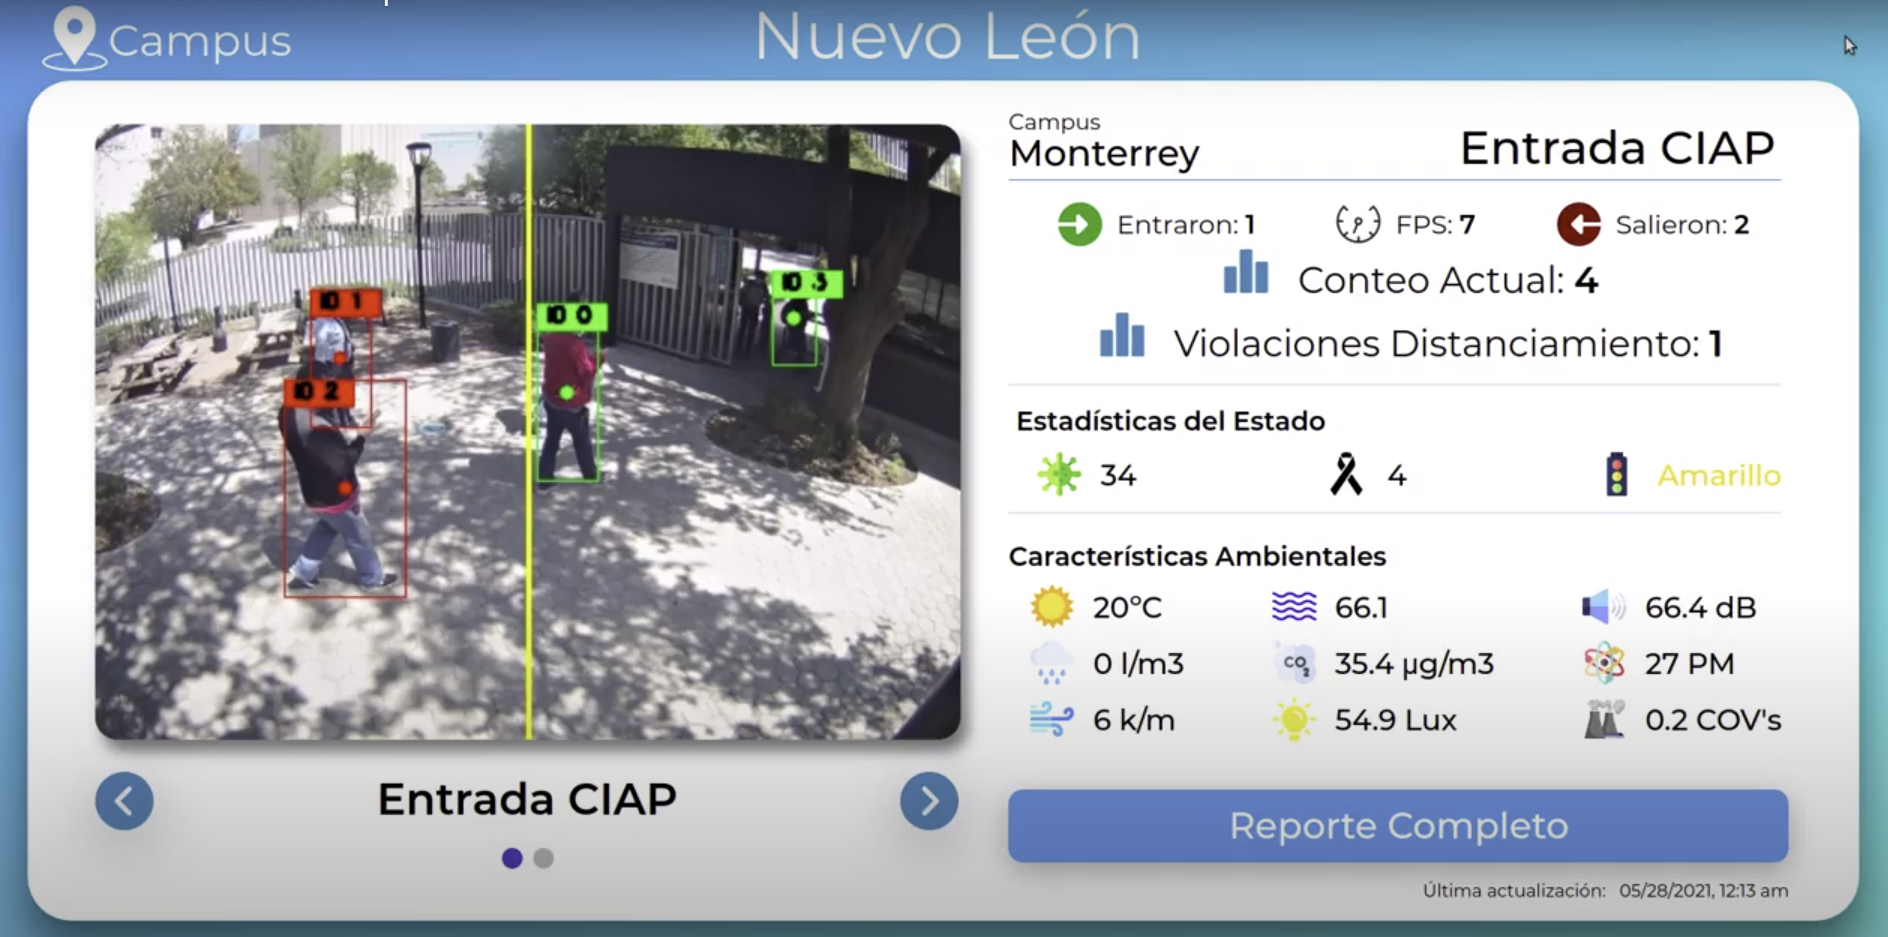 Campus
Nuevo León
ID 1
ID 2
ID 0
ID 3
Entrada CIAP
Campus
Monterrey
Entrada CIAP
Entraron: 1
FPS: 7
Salieron: 2
Conteo Actual: 4
Violaciones Distanciamiento: 1
Estadísticas del Estado
34
4
Amarillo
Características Ambientales
20ºC
66.1
66.4 dB
0 l/m3
CO2
35.4 µg/m3
27 PM
6 k/m
54.9 Lux
0.2 COV's
Reporte Completo
Última actualización: 05/28/2021, 12:13 am